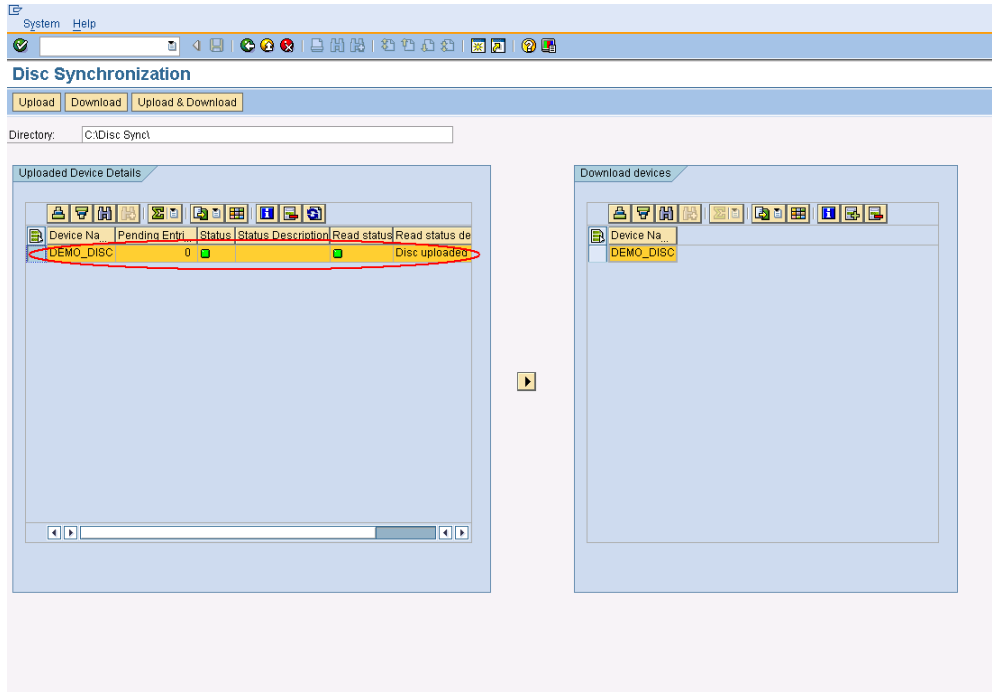 System Help
Disc Synchronization
Upload Download Upload & Download
Directory: C:\Disc Sync\
Uploaded Device Details
Device Na... Pending Entri... Status Status Description Read status Read status de
DEMO_DISC 0 Disc uploaded
Download devices
Device Na...
DEMO_DISC